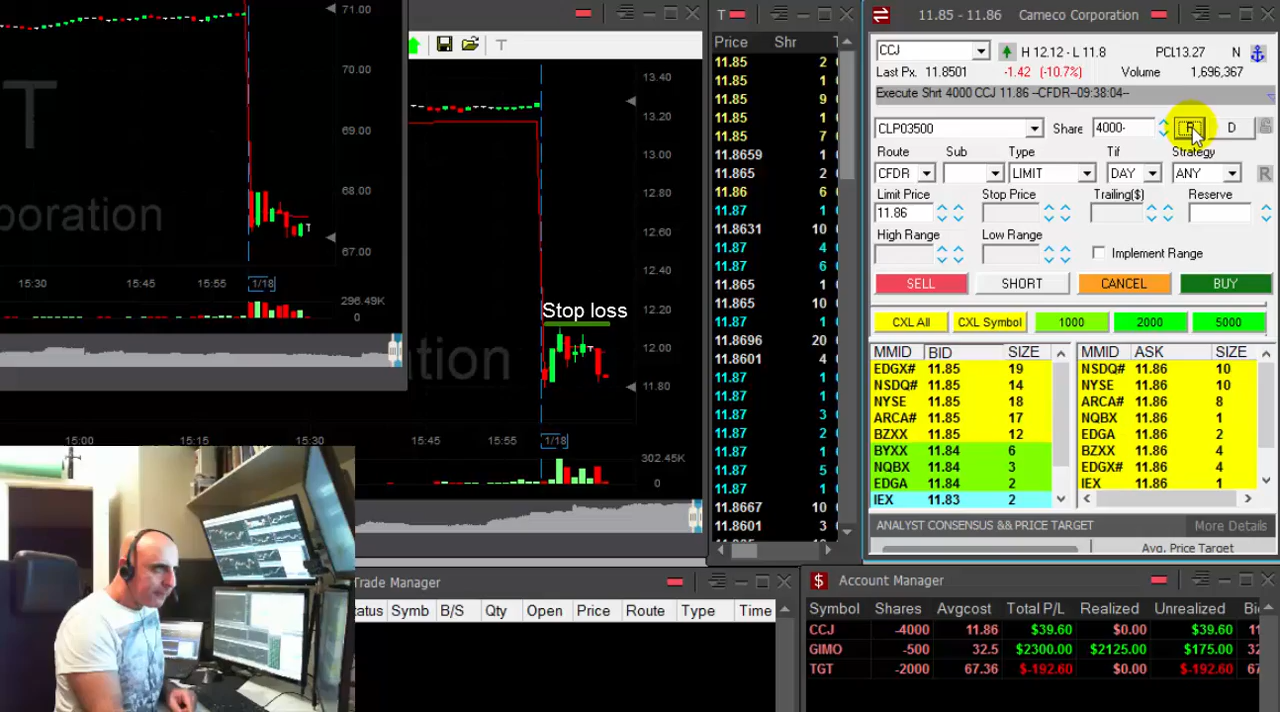 71.00
70.00
69.00
68.00
67.00
T
poration
T
15:30
15:45
15:55
1/18
296.49K
0
15:00
15:15
15:30
T
13.40
13.20
13.00
12.80
12.60
12.40
12.20
12.00
11.80
Stop loss
T
ation
15:45
15:55
1/18
302.45K
0
T
Price Shr T
11.85 2
11.85 1
11.85 9
11.85 1
11.85 7
11.8659 1
11.865 2
11.86 6
11.87 1
11.8631 10
11.87 4
11.87 6
11.865 1
11.865 10
11.87 1
11.8696 20
11.8601 4
11.87 1
11.87 1
11.87 3
11.87 2
11.87 1
11.87 5
11.87 1
11.8667 10
11.8601 3
11.85 - 11.86 Cameco Corporation
CCJ H 12.12 - L 11.8 PCL13.27 N
Last Px. 11.8501 -1.42 (-10.7%) Volume 1,696,367
Execute Shrt 4000 CCJ 11.86 --CFDR--09:38:04--
CLP03500 Share 4000- P D
Route Sub Type Tif Strategy
CFDR LIMIT DAY ANY R
Limit Price Stop Price Trailing($) Reserve
11.86
High Range Low Range
Implement Range
SELL SHORT CANCEL BUY
CXL All CXL Symbol 1000 2000 5000
MMID BID SIZE MMID ASK SIZE
EDGX# 11.85 19 NSDQ# 11.86 10
NSDQ# 11.85 14 NYSE 11.86 10
NYSE 11.85 18 ARCA# 11.86 8
ARCA# 11.85 17 NQBX 11.86 1
BZXX 11.85 12 EDGA 11.86 2
BYXX 11.84 6 BZXX 11.86 4
NQBX 11.84 3 EDGX# 11.86 4
EDGA 11.84 2 IEX 11.86 1
IEX 11.83 2
ANALYST CONSENSUS && PRICE TARGET More Details
Avg. Price Target
Trade Manager
Symb B/S Qty Open Price Route Type Time
$ Account Manager
Symbol Shares Avgcost Total P/L Realized Unrealized
CCJ -4000 11.86 $39.60 $0.00 $39.60
GIMO -500 32.5 $2300.00 $2125.00 $175.00
TGT -2000 67.36 $-192.60 $0.00 $-192.60